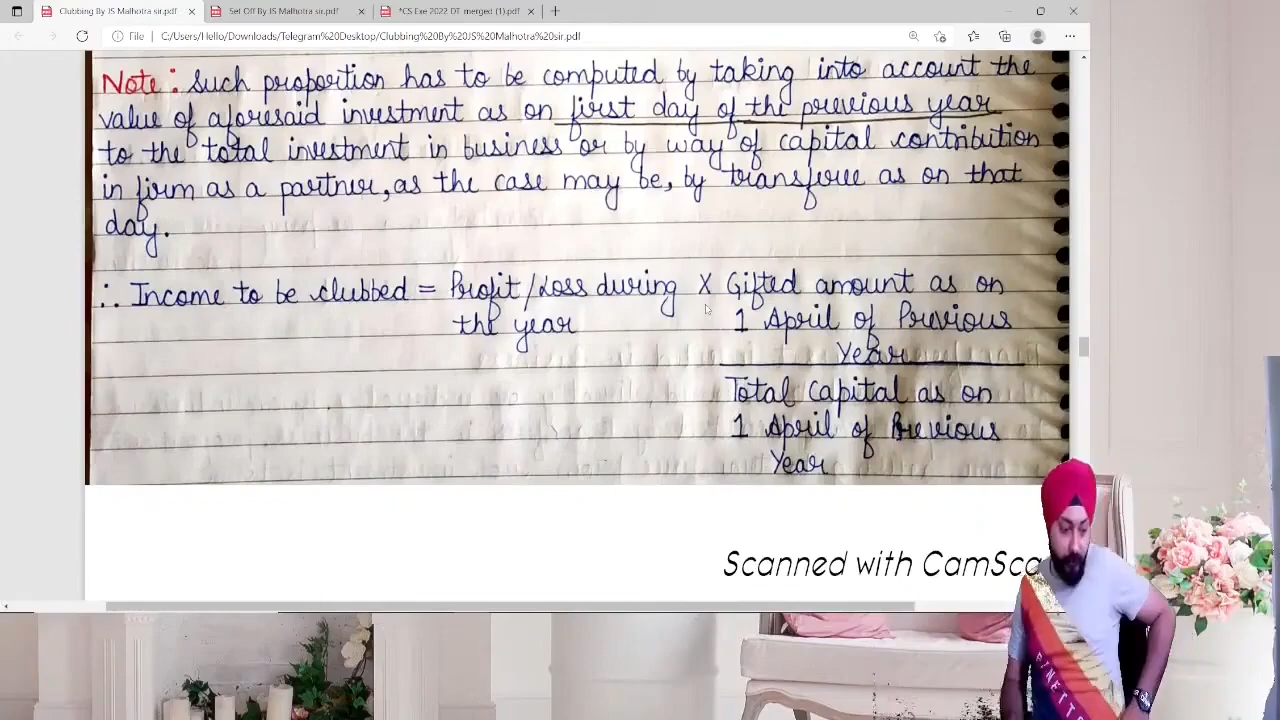 Clubbing By JS Malhotra sir.pdf
Set Off By JS Malhotra sir.pdf
*CS Exe 2022 DT merged (1).pdf
File
C:/Users/Hello/Downloads/Telegram%20Desktop/Clubbing%20By%20JS%20Malhotra%20sir.pdf
Note: Such proportion has to be computed by taking into account the
value of aforesaid investment as on first day of the previous year
to the total investment in business or by way of capital contribution
in firm as a partner, as the case may be, by transferee as on that
day.
∴ Income to be clubbed = Profit/Loss during X Gifted amount as on
the year 1 April of Previous
Year
Total Capital as on
1 April of Previous
Year
Scanned with CamSca